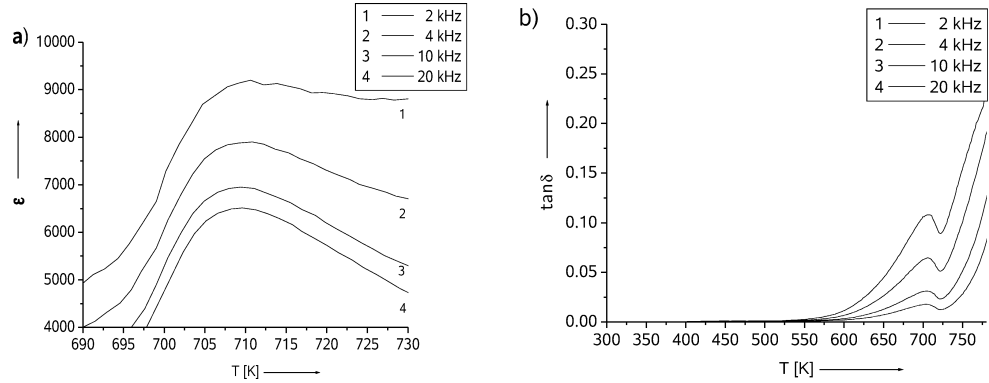 a)
1 2 kHz
2 4 kHz
3 10 kHz
4 20 kHz
10000
9000
8000
7000
6000
5000
4000
ε
1
2
3
4
690 695 700 705 710 715 720 725 730
T [K]
b)
1 2 kHz
2 4 kHz
3 10 kHz
4 20 kHz
0.30
0.25
0.20
0.15
0.10
0.05
0.00
tanδ
300 350 400 450 500 550 600 650 700 750
T [K]